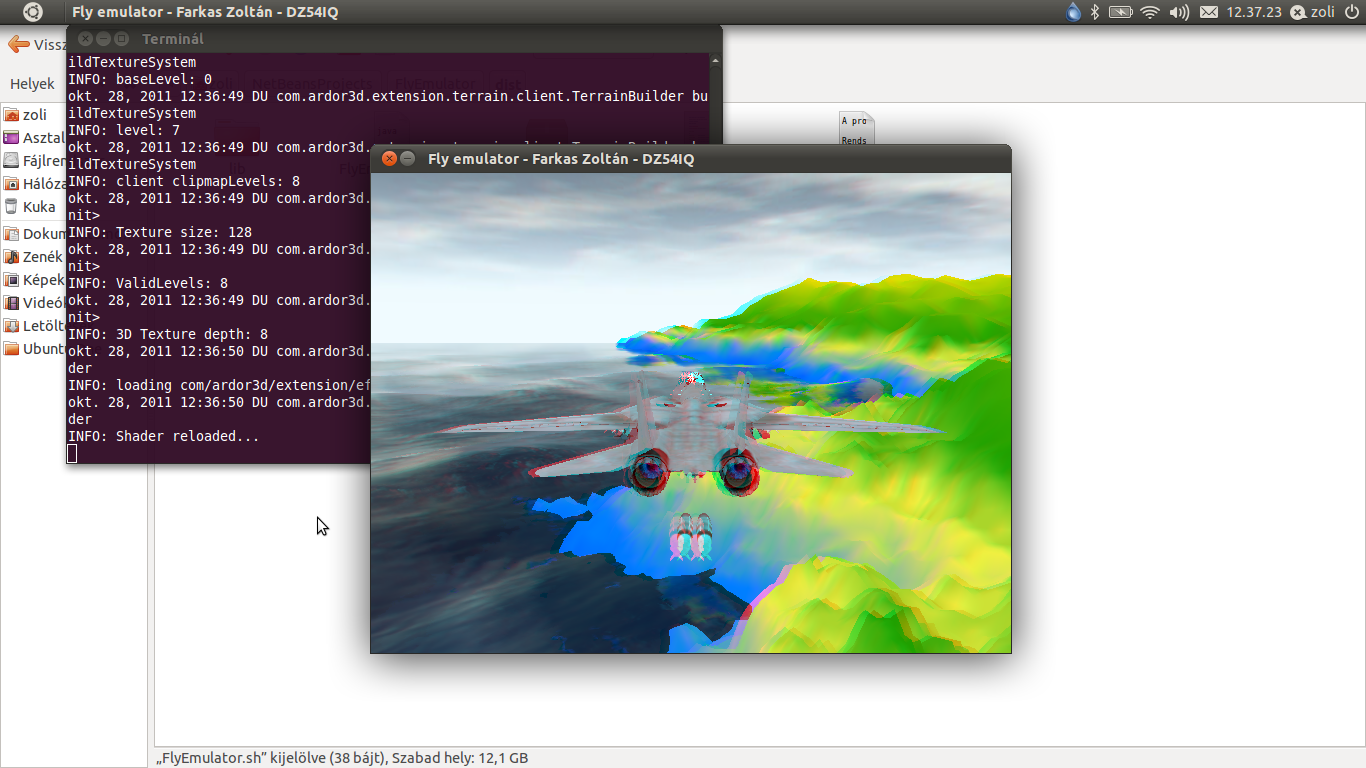 Fly emulator - Farkas Zoltán - DZ54IQ
12.37.23
zoli
Vissz
Terminál
Helyek
zoli
Asztal
Fájlren
Háléza
Kuka
Dokum
Zenék
Képek
Videók
Letölt
Ubunt
ildTextureSystem
INFO: baseLevel: 0
okt. 28, 2011 12:36:49 DU com.ardor3d.extension.terrain.client.TerrainBuilder bu
ildTextureSystem
INFO: level: 7
okt. 28, 2011 12:36:49 DU com.ardor3d.
ildTextureSystem
INFO: client clipmapLevels: 8
okt. 28, 2011 12:36:49 DU com.ardor3d.
nit>
INFO: Texture size: 128
okt. 28, 2011 12:36:49 DU com.ardor3d.
nit>
INFO: ValidLevels: 8
okt. 28, 2011 12:36:49 DU com.ardor3d.
nit>
INFO: 3D Texture depth: 8
okt. 28, 2011 12:36:50 DU com.ardor3d.
der
INFO: loading com/ardor3d/extension/ef
okt. 28, 2011 12:36:50 DU com.ardor3d.
der
INFO: Shader reloaded...
A pro
Rends
Fly emulator - Farkas Zoltán - DZ54IQ
„FlyEmulator.sh” kijelölve (38 bájt), Szabad hely: 12,1 GB